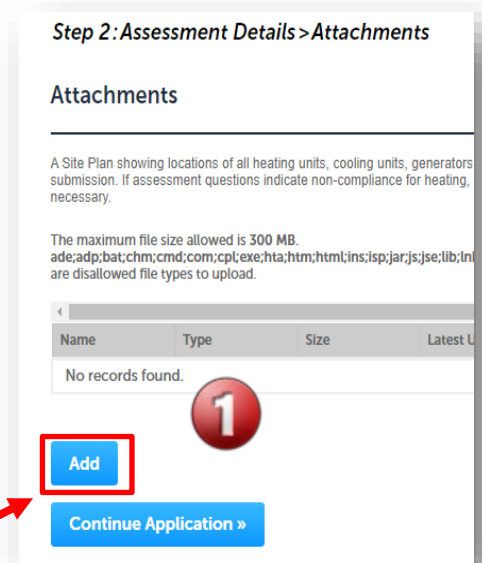 Step 2: Assessment Details > Attachments
Attachments
A Site Plan showing locations of all heating units, cooling units, generators
submission. If assessment questions indicate non-compliance for heating,
necessary.
The maximum file size allowed is 300 MB.
ade;adp;bat;chm;cmd;com;cpl;exe;hta;htm;html;ins;isp;jar;js;jse;lib;lnk
are disallowed file types to upload.
Name Type Size Latest U
No records found.
1
Add
Continue Application »